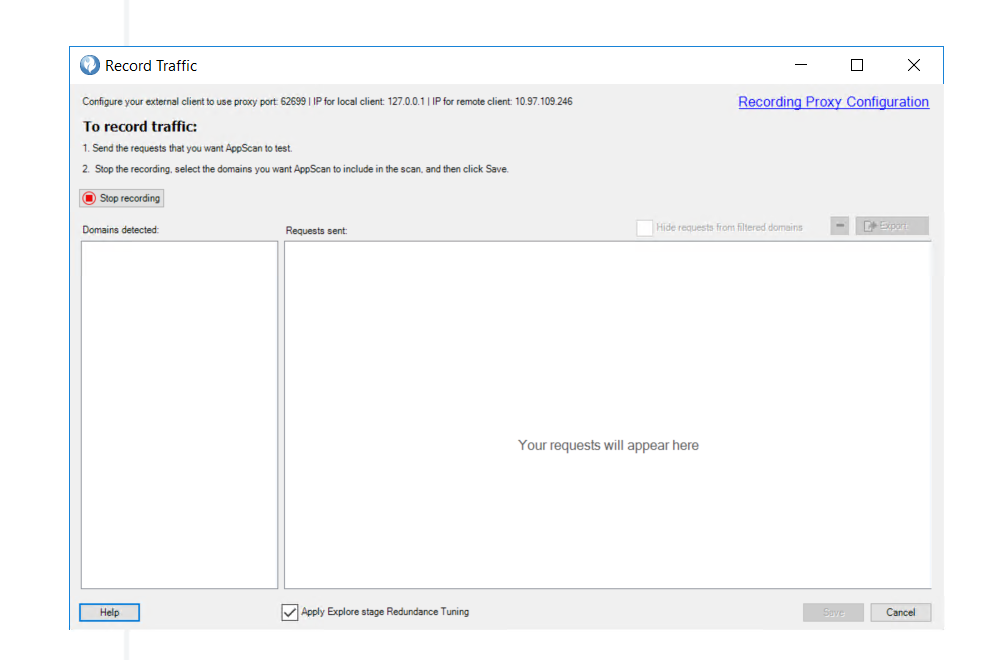 Record Traffic
Configure your external client to use proxy port: 62699 | IP for local client: 127.0.0.1 | IP for remote client: 10.97.109.246
Recording Proxy Configuration
To record traffic:
1. Send the requests that you want AppScan to test.
2. Stop the recording, select the domains you want AppScan to include in the scan, and then click Save.
Stop recording
Domains detected:
Requests sent:
Hide requests from filtered domains
Export
Your requests will appear here
Help
Apply Explore stage Redundance Tuning
Save
Cancel